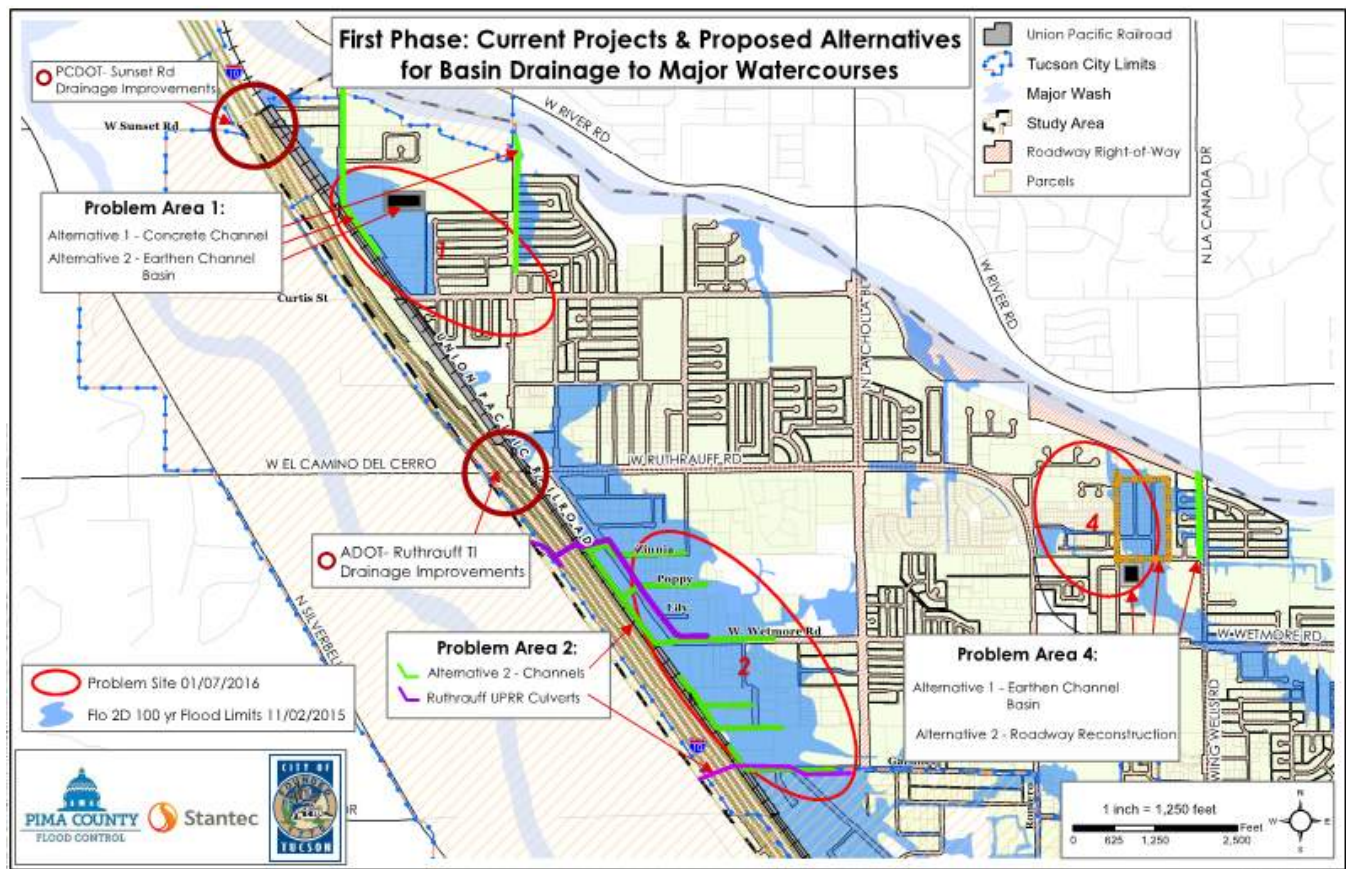 First Phase: Current Projects & Proposed Alternatives
for Basin Drainage to Major Watercourses
PCDOT- Sunset Rd
Drainage Improvements
W Sunset Rd
10
W RIVER RD
Union Pacific Railroad
Tucson City Limits
Major Wash
Study Area
Roadway Right-of-Way
Parcels
N LA CANADA DR
Problem Area 1:
Alternative 1 - Concrete Channel
Alternative 2 - Earthen Channel
Basin
1
Curtis St
W RIVER RD
UNION PACIFIC RAILROAD
W EL CAMINO DEL CERRO
W RUTHRAUFF RD
4
ADOT- Ruthrauff TI
Drainage Improvements
Zinnia
Poppy
Lily
W. Wetmore Rd
W WETMORE RD
Problem Area 2:
Alternative 2 - Channels
Ruthrauff UPRR Culverts
2
10
Problem Area 4:
Alternative 1 - Earthen Channel
Basin
Alternative 2 - Roadway Reconstruction
Problem Site 01/07/2016
Flo 2D 100 yr Flood Limits 11/02/2015
Romero
PIMA COUNTY
FLOOD CONTROL
Stantec
CITY OF
TUCSON
DR
1 inch = 1,250 feet
Feet
0 625 1,250 2,500
N
W E
S